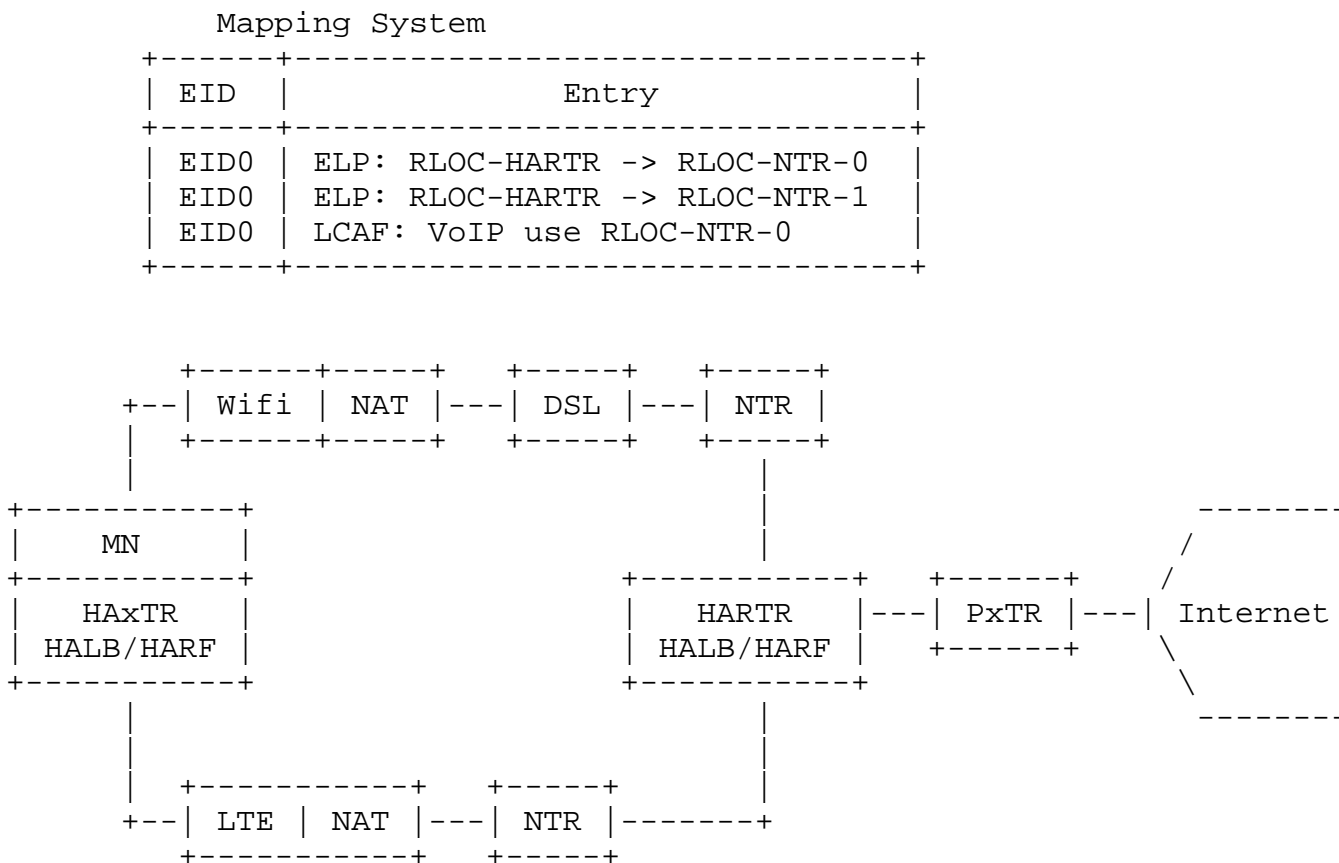 Mapping System
EID Entry
EID0 ELP: RLOC-HARTR -> RLOC-NTR-0
EID0 ELP: RLOC-HARTR -> RLOC-NTR-1
EID0 LCAF: VoIP use RLOC-NTR-0
Wifi NAT DSL NTR
MN
HAxTR HARTR PxTR Internet
HALB/HARF HALB/HARF
LTE NAT NTR